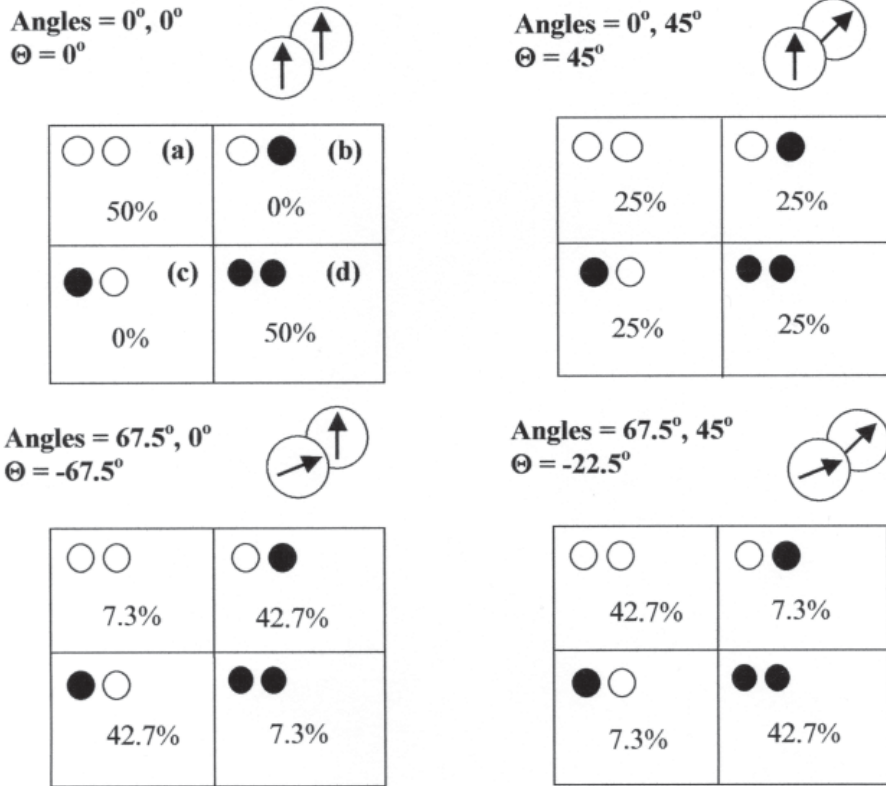 Angles = 0°, 0°
Θ = 0°
(a) (b)
50% 0%
(c) (d)
0% 50%
Angles = 0°, 45°
Θ = 45°
25% 25%
25% 25%
Angles = 67.5°, 0°
Θ = -67.5°
7.3% 42.7%
42.7% 7.3%
Angles = 67.5°, 45°
Θ = -22.5°
42.7% 7.3%
7.3% 42.7%